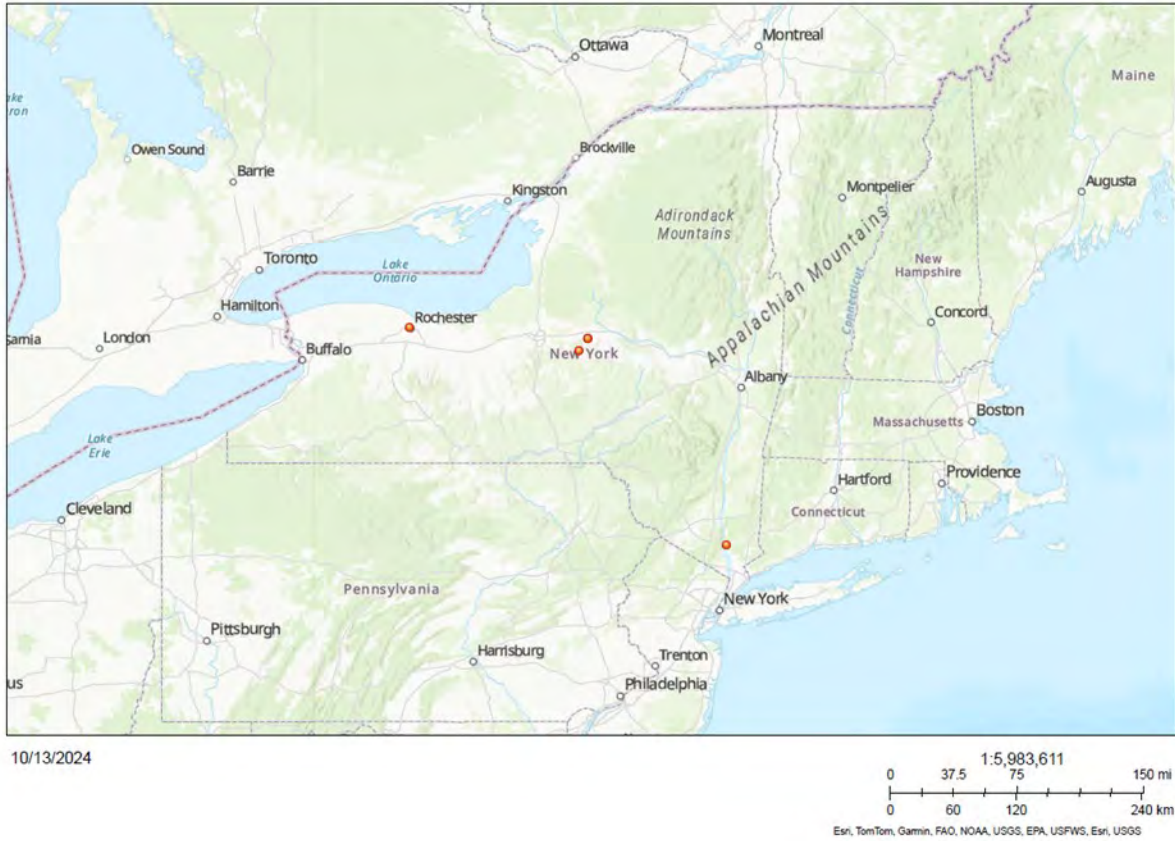 Ottawa
Montreal
Maine
Owen Sound
Brockville
Barrie
Kingston
Montpelier
Augusta
Adirondack
Mountains
Appalachian Mountains
Toronto
Lake
Ontario
New
Hampshire
Connecticut
Hamilton
Rochester
Concord
London
Buffalo
New York
Albany
Boston
Massachusetts
Lake
Erie
Hartford
Providence
Connecticut
Cleveland
Pennsylvania
New York
Pittsburgh
Harrisburg
Trenton
us
Philadelphia
10/13/2024
1:5,983,611
0 37.5 75 150 mi
0 60 120 240 km
Esri, TomTom, Garmin, FAO, NOAA, USGS, EPA, USFWS, Esri, USGS